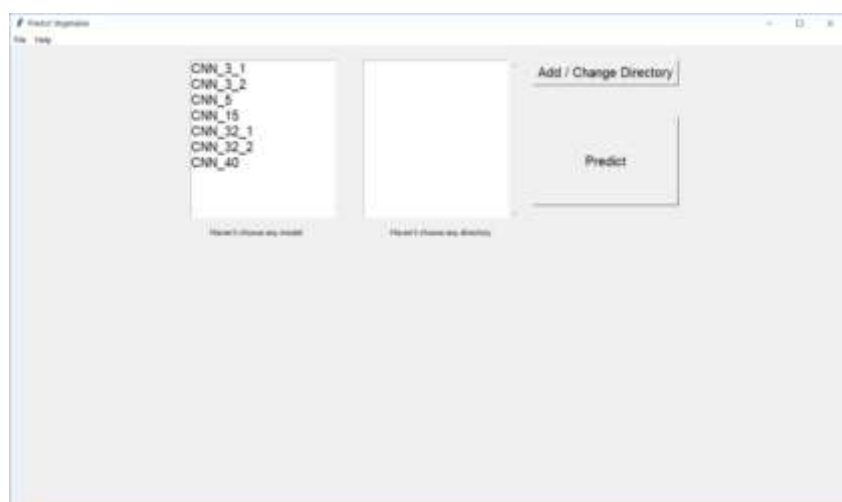 Predict Vegetables
File Help
CNN_3_1
CNN_3_2
CNN_5
CNN_15
CNN_32_1
CNN_32_2
CNN_40
Add / Change Directory
Predict
Haven't choose any model
Haven't choose any directory